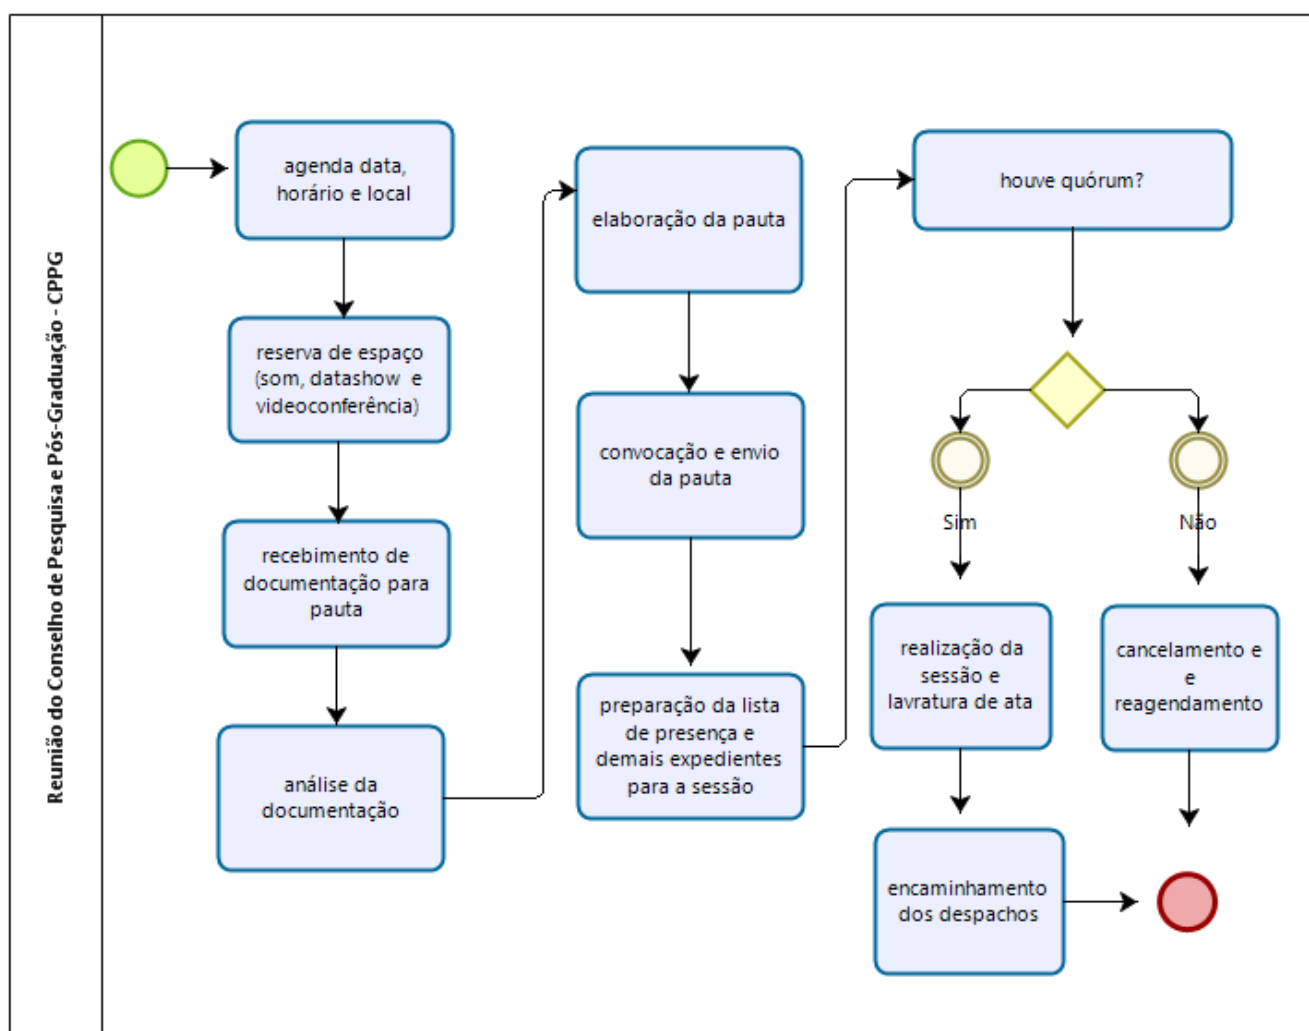 Reunião do Conselho de Pesquisa e Pós-Graduação - CPPG
agenda data,
horário e local
reserva de espaço
(som, datashow e
videoconferência)
recebimento de
documentação para
pauta
análise da
documentação
elaboração da pauta
convocação e envio
da pauta
preparação da lista
de presença e
demais expedientes
para a sessão
houve quórum?
Sim
Não
realização da
sessão e
lavratura de ata
cancelamento e
e
reagendamento
encaminhamento
dos despachos